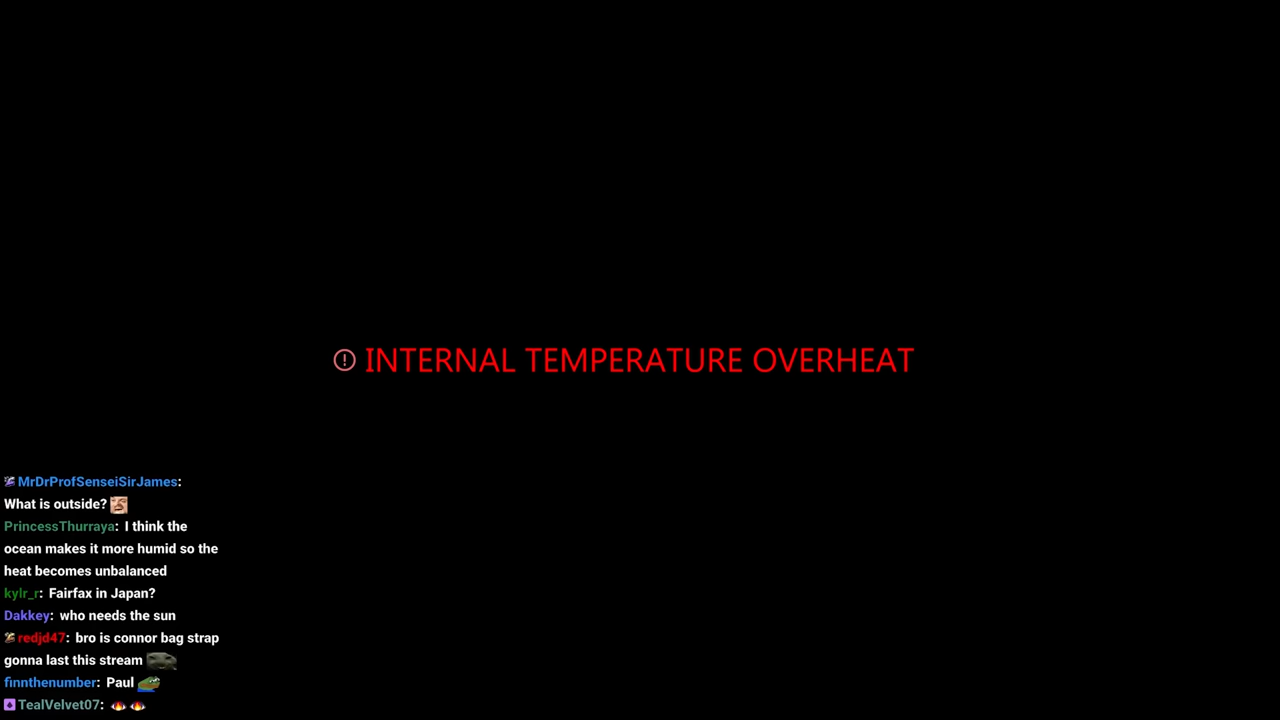 INTERNAL TEMPERATURE OVERHEAT
MrDrProfSenseiSirJames:
What is outside?
PrincessThurraya: I think the
ocean makes it more humid so the
heat becomes unbalanced
kylr_r: Fairfax in Japan?
Dakkey: who needs the sun
redjd47: bro is connor bag strap
gonna last this stream
finnthenumber: Paul
TealVelvet07: